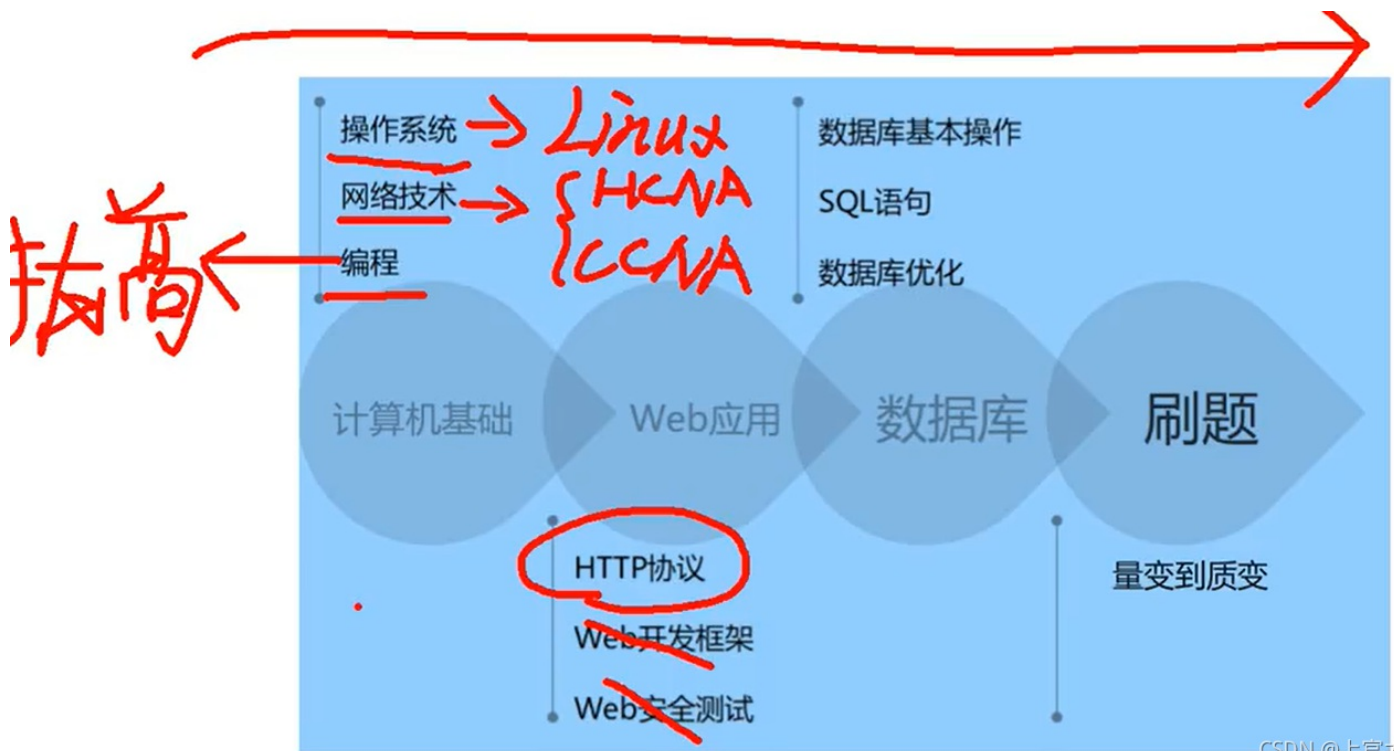 操作系统 → Linux
网络技术 → { HCNA
{ CCNA
拔高 ← 编程
数据库基本操作
SQL语句
数据库优化
计算机基础
Web应用
数据库
刷题
HTTP协议
Web开发框架
Web安全测试
量变到质变
CSDN @上官